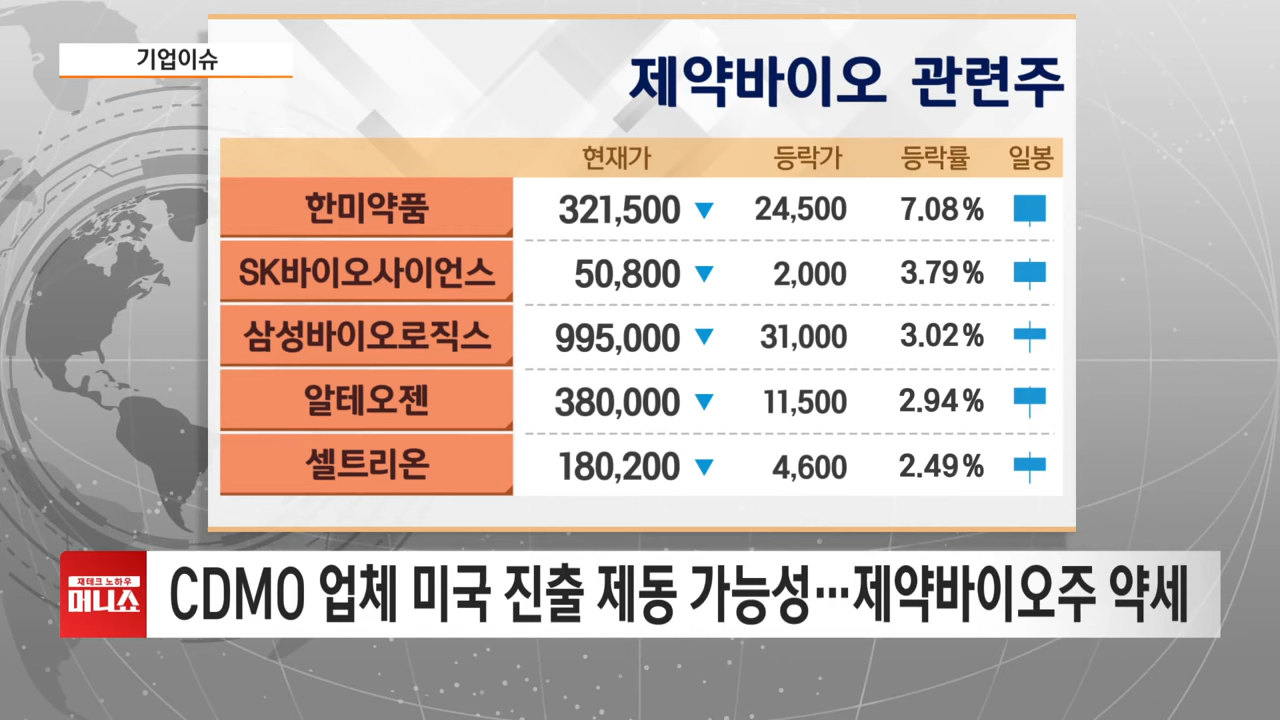 기업이슈
제약바이오 관련주
현재가 등락가 등락률 일봉
한미약품 321,500 ▼ 24,500 7.08%
SK바이오사이언스 50,800 ▼ 2,000 3.79%
삼성바이오로직스 995,000 ▼ 31,000 3.02%
알테오젠 380,000 ▼ 11,500 2.94%
셀트리온 180,200 ▼ 4,600 2.49%
재테크 노하우
머니쇼
CDMO 업체 미국 진출 제동 가능성…제약바이오주 약세